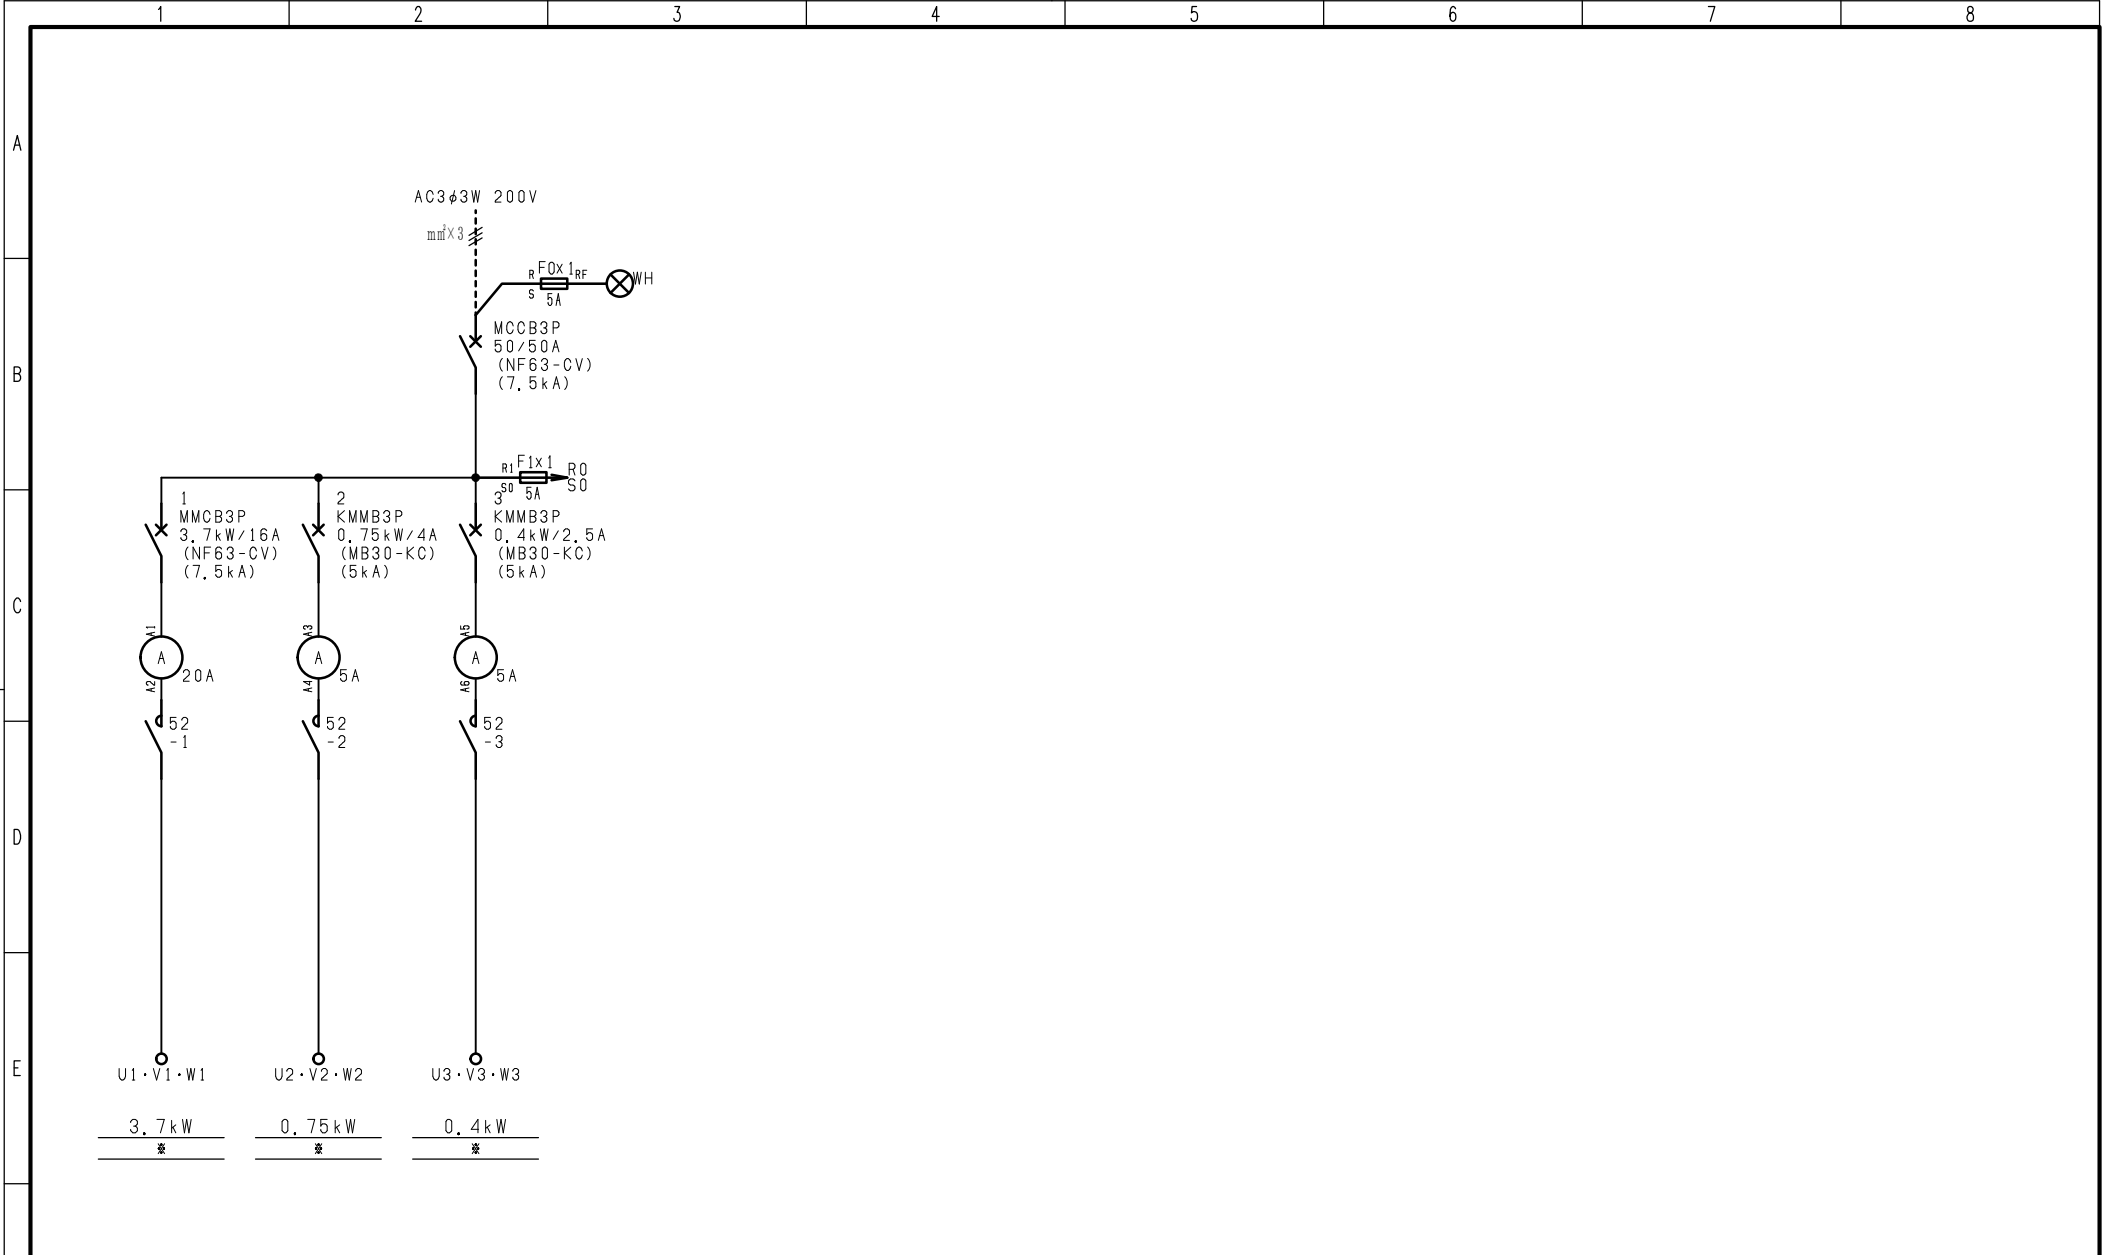 1 2 3 4 5 6 7 8
A
AC3φ3W 200V
mm²×3
B
R F0x1 RF WH
S 5A
MCCB3P
50/50A
(NF63-CV)
(7.5kA)
R1 F1x1 R0
S0 5A S0
C
1
MMCB3P
3.7kW/16A
(NF63-CV)
(7.5kA)
2
KMMB3P
0.75kW/4A
(MB30-KC)
(5kA)
3
KMMB3P
0.4kW/2.5A
(MB30-KC)
(5kA)
A1
A
20A
A2
A3
A
5A
A4
A5
A
5A
A6
52
-1
52
-2
52
-3
D
E
U1・V1・W1
U2・V2・W2
U3・V3・W3
3.7kW
※
0.75kW
※
0.4kW
※